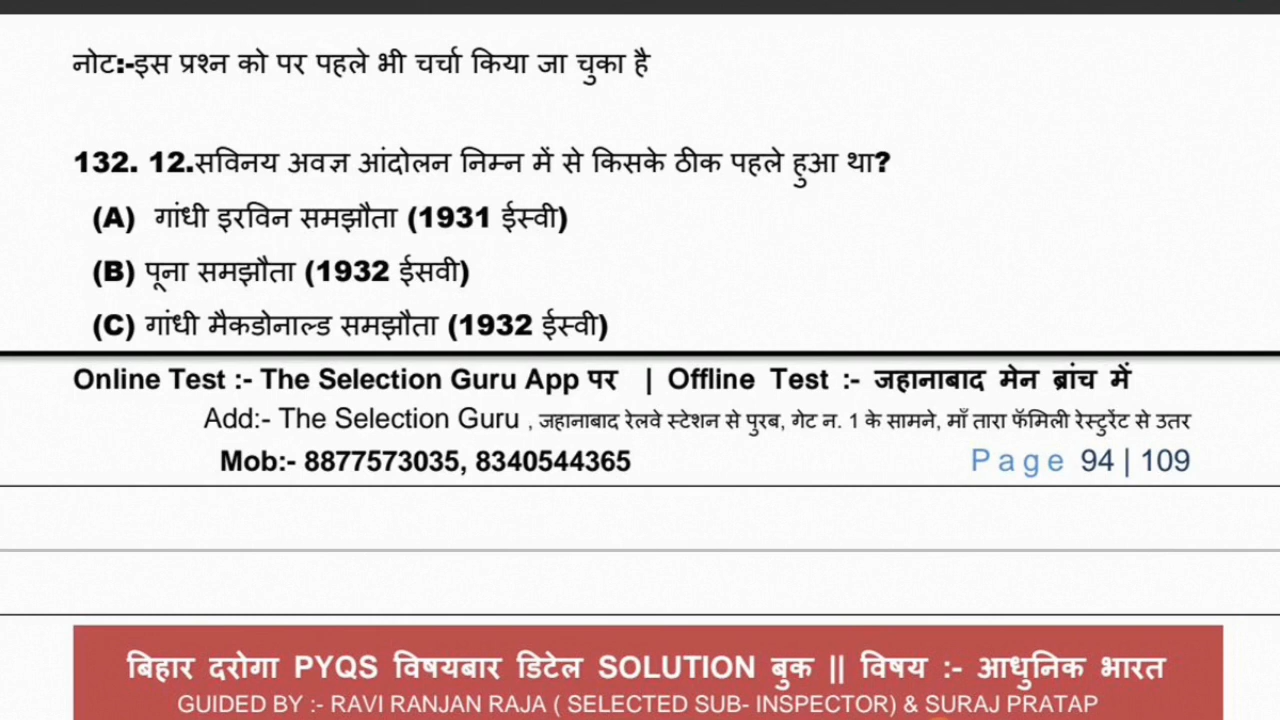 नोट:-इस प्रश्न को पर पहले भी चर्चा किया जा चुका है
132. 12.सविनय अवज्ञ आंदोलन निम्न में से किसके ठीक पहले हुआ था?
(A) गांधी इरविन समझौता (1931 ईस्वी)
(B) पूना समझौता (1932 ईसवी)
(C) गांधी मैकडोनाल्ड समझौता (1932 ईस्वी)
Online Test :- The Selection Guru App पर | Offline Test :- जहानाबाद मेन ब्रांच में
Add:- The Selection Guru , जहानाबाद रेलवे स्टेशन से पुरब, गेट न. 1 के सामने, माँ तारा फॅमिली रेस्टुरेंट से उतर
Mob:- 8877573035, 8340544365
Page 94 | 109
बिहार दरोगा PYQS विषयबार डिटेल SOLUTION बुक || विषय :- आधुनिक भारत
GUIDED BY :- RAVI RANJAN RAJA ( SELECTED SUB- INSPECTOR) & SURAJ PRATAP